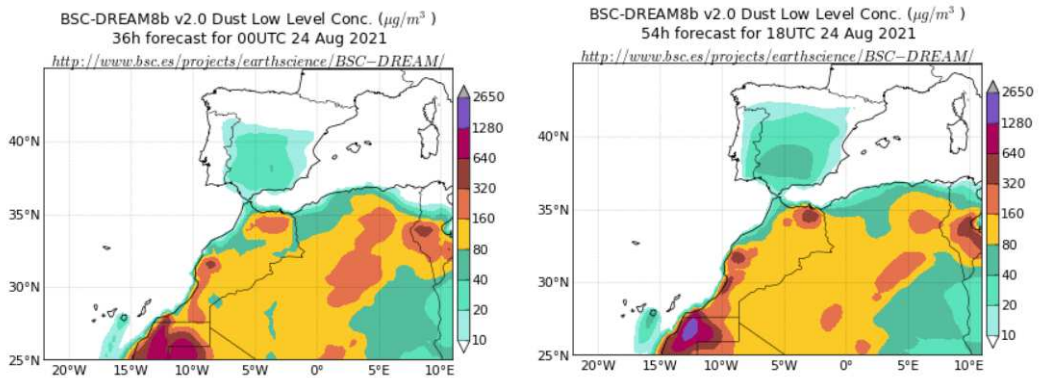 BSC-DREAM8b v2.0 Dust Low Level Conc. (μg/m³ )
36h forecast for 00UTC 24 Aug 2021
http://www.bsc.es/projects/earthscience/BSC−DREAM/
40°N
35°N
30°N
25°N
20°W
15°W
10°W
5°W
0°
5°E
10°E
2650
1280
640
320
160
80
40
20
10
BSC-DREAM8b v2.0 Dust Low Level Conc. (μg/m³ )
54h forecast for 18UTC 24 Aug 2021
http://www.bsc.es/projects/earthscience/BSC−DREAM/
40°N
35°N
30°N
25°N
20°W
15°W
10°W
5°W
0°
5°E
10°E
2650
1280
640
320
160
80
40
20
10